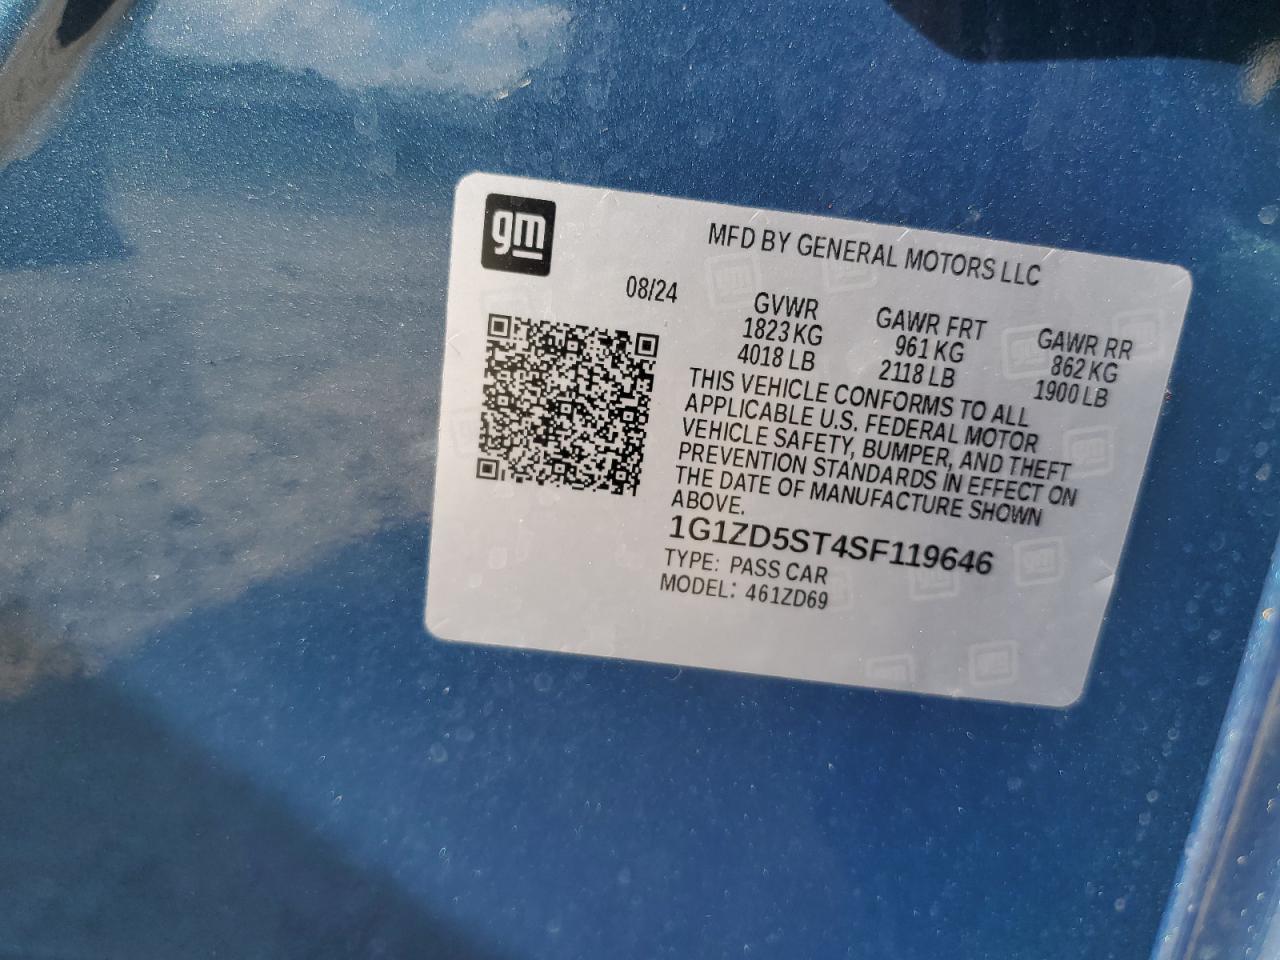 gm
MFD BY GENERAL MOTORS LLC
08/24
GVWR GAWR FRT GAWR RR
1823 KG 961 KG 862 KG
4018 LB 2118 LB 1900 LB
THIS VEHICLE CONFORMS TO ALL
APPLICABLE U.S. FEDERAL MOTOR
VEHICLE SAFETY, BUMPER, AND THEFT
PREVENTION STANDARDS IN EFFECT ON
THE DATE OF MANUFACTURE SHOWN
ABOVE.
1G1ZD5ST4SF119646
TYPE: PASS CAR
MODEL: 461ZD69